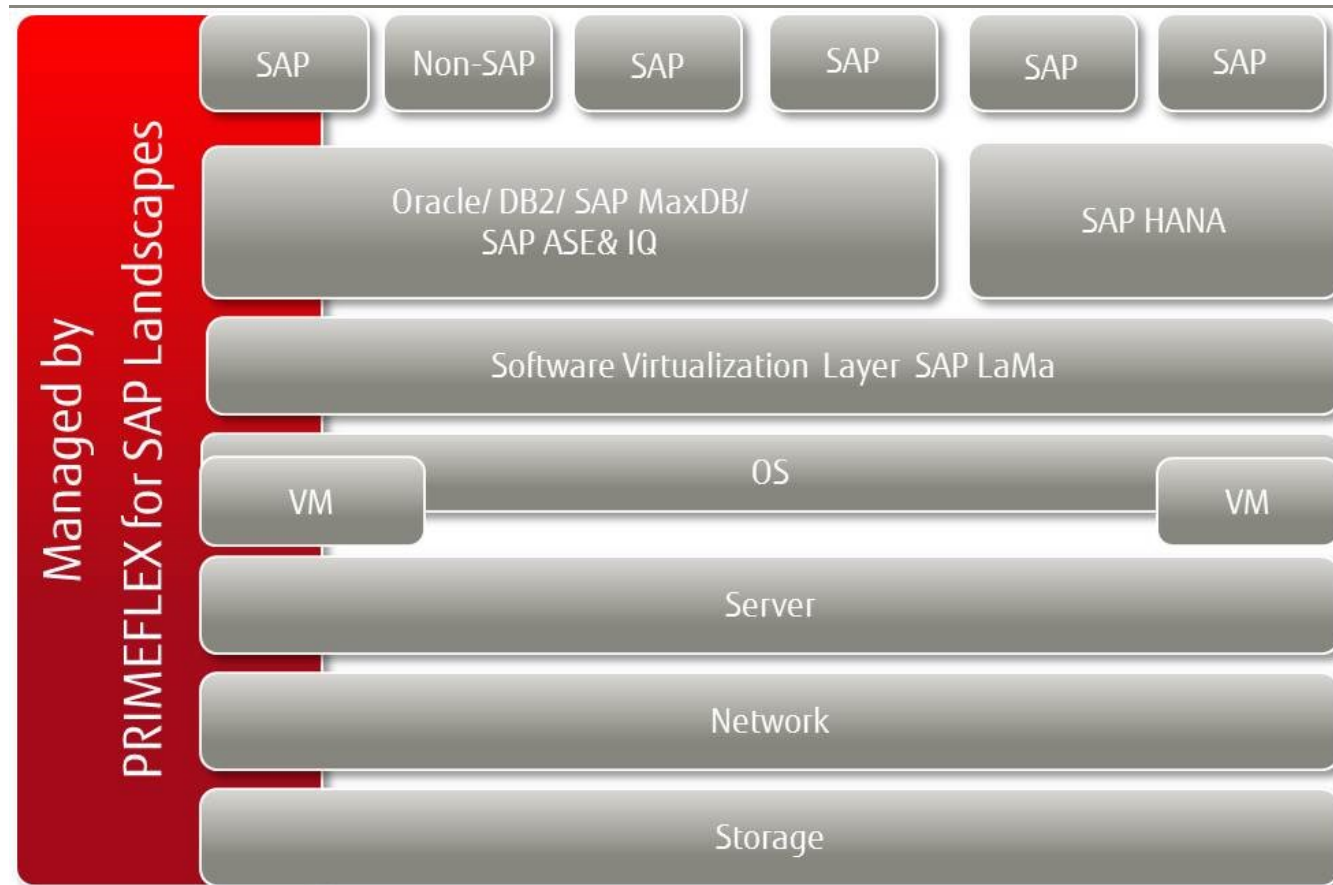 Managed by
PRIMEFLEX for SAP Landscapes
SAP
Non-SAP
SAP
SAP
SAP
SAP
Oracle/ DB2/ SAP MaxDB/
SAP ASE& IQ
SAP HANA
Software Virtualization Layer SAP LaMa
OS
VM
VM
Server
Network
Storage